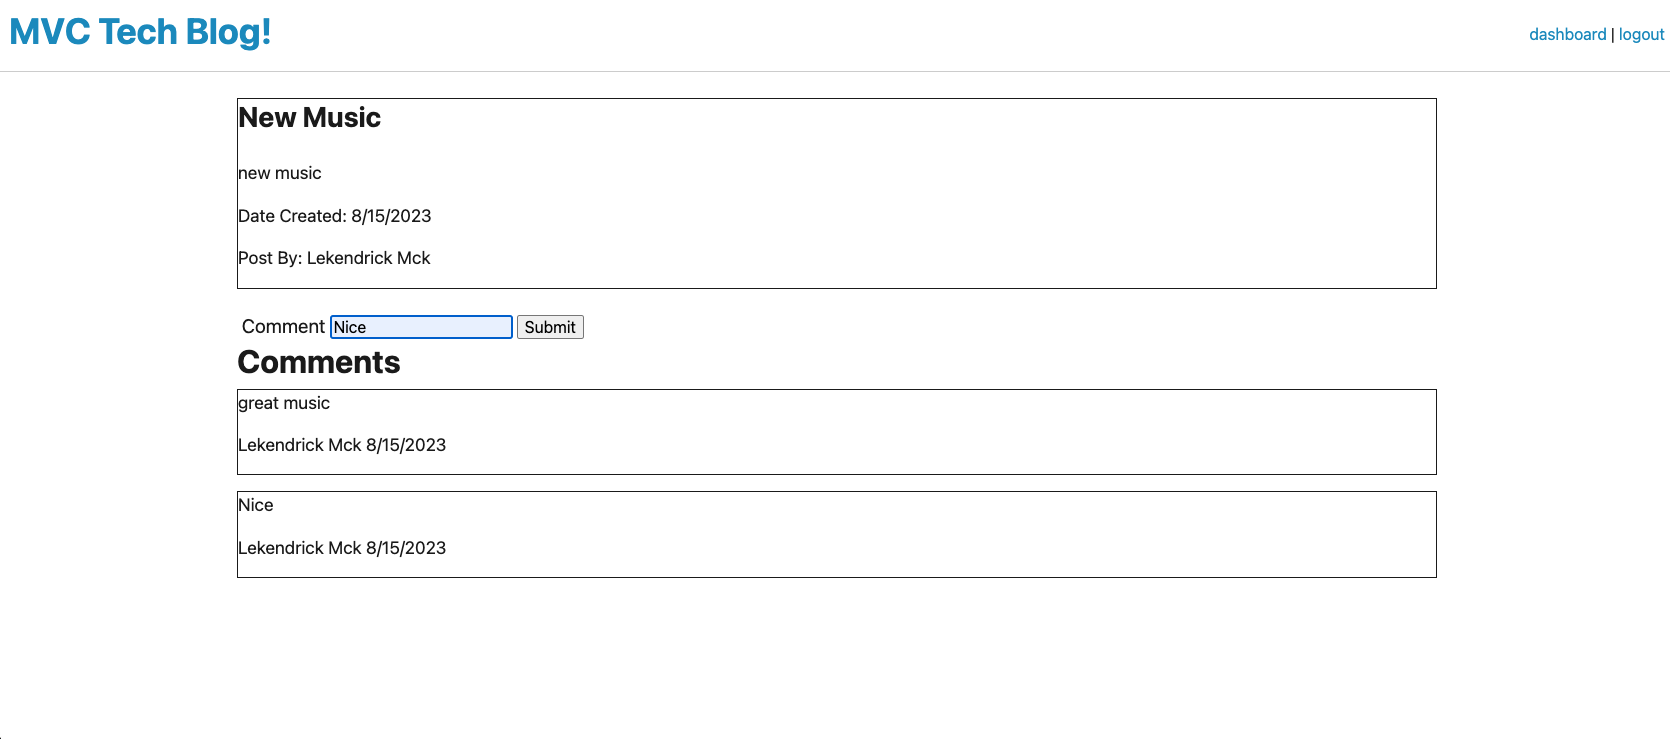 MVC Tech Blog!
dashboard | logout
New Music
new music
Date Created: 8/15/2023
Post By: Lekendrick Mck
Comment Nice Submit
Comments
great music
Lekendrick Mck 8/15/2023
Nice
Lekendrick Mck 8/15/2023